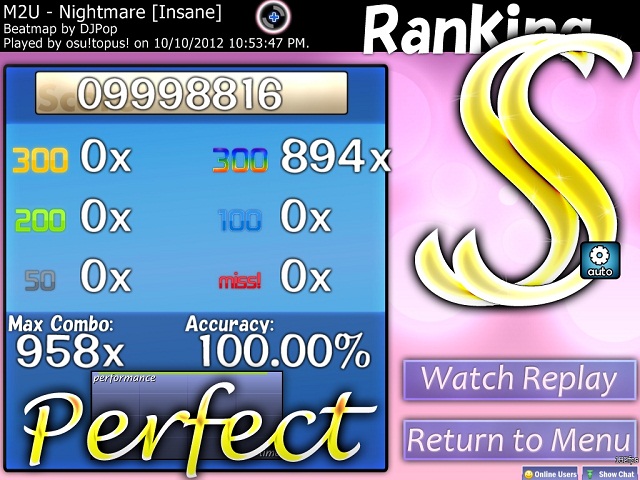 M2U - Nightmare [Insane]
Beatmap by DJPop
Played by osu!topus! on 10/10/2012 10:53:47 PM.
Ranking
09998816
300 0x 300 894x
200 0x 100 0x
50 0x miss! 0x
Max Combo: Accuracy:
958x 100.00%
performance
Perfect
S
auto
Watch Replay
Return to Menu
Online Users Show Chat